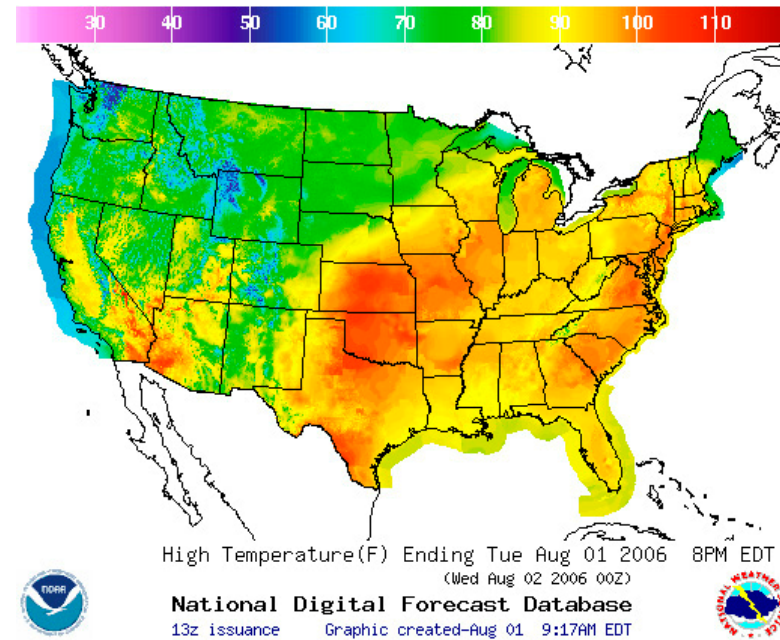 30 40 50 60 70 80 90 100 110
High Temperature(F) Ending Tue Aug 01 2006 8PM EDT
(Wed Aug 02 2006 00Z)
National Digital Forecast Database
13z issuance Graphic created-Aug 01 9:17AM EDT
NOAA